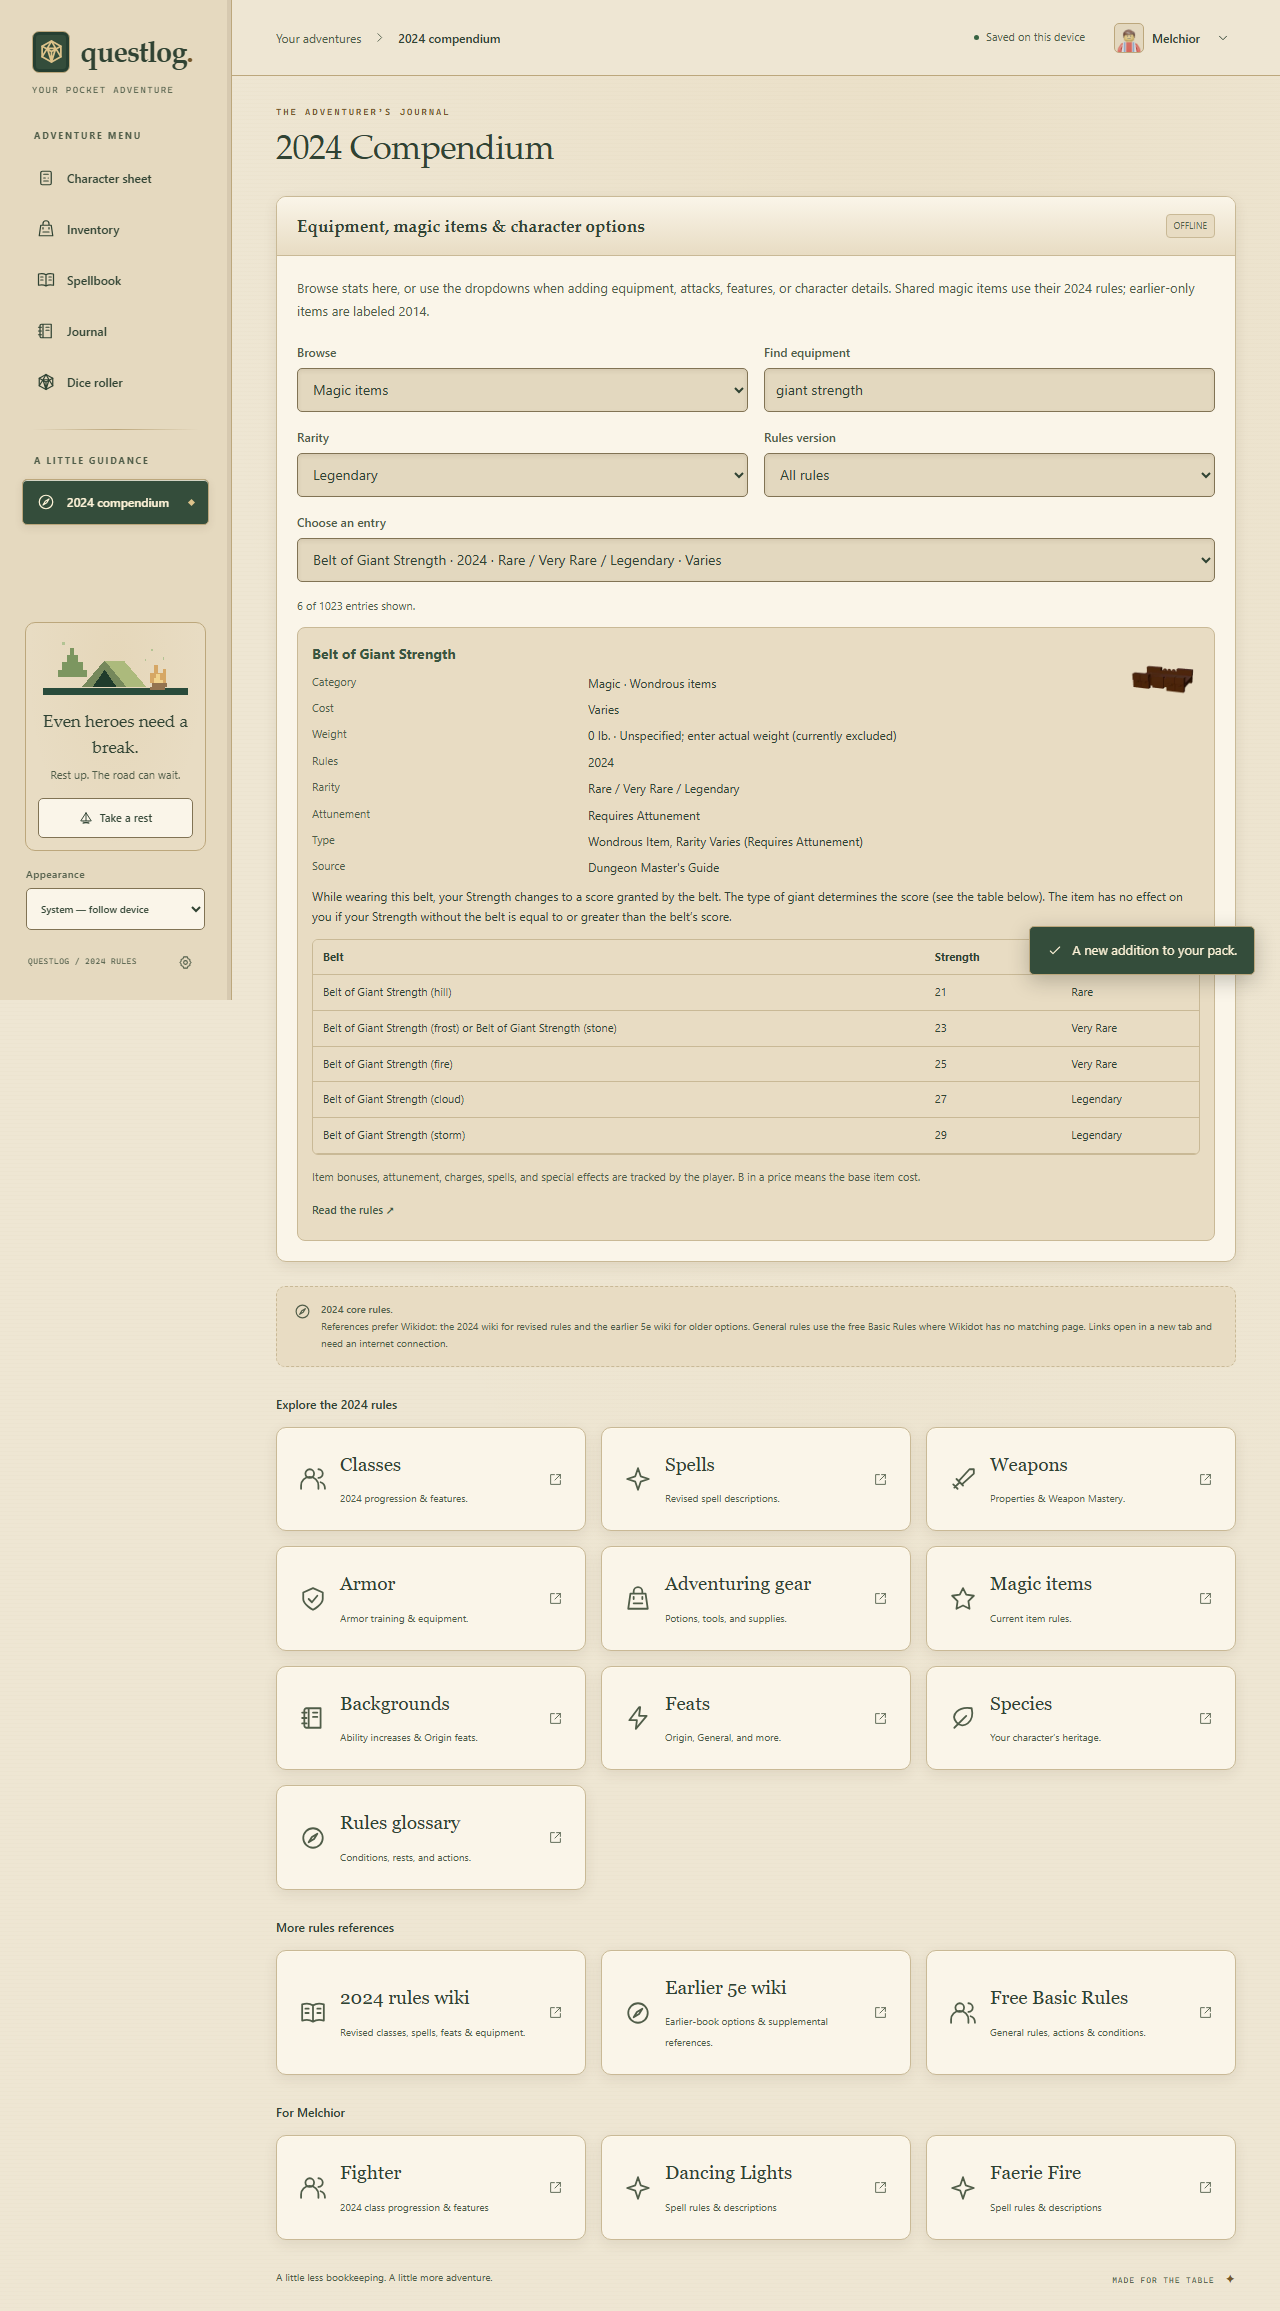 questlog.
YOUR POCKET ADVENTURE
ADVENTURE MENU
Character sheet
Inventory
Spellbook
Journal
Dice roller
A LITTLE GUIDANCE
2024 compendium
Even heroes need a
break.
Rest up. The road can wait.
Take a rest
Appearance
System — follow device
QUESTLOG / 2024 RULES
Your adventures
2024 compendium
Saved on this device
Melchior
THE ADVENTURER'S JOURNAL
2024 Compendium
Equipment, magic items & character options
OFFLINE
Browse stats here, or use the dropdowns when adding equipment, attacks, features, or character details. Shared magic items use their 2024 rules; earlier-only
items are labeled 2014.
Browse
Find equipment
Magic items
giant strength
Rarity
Rules version
Legendary
All rules
Choose an entry
Belt of Giant Strength · 2024 · Rare / Very Rare / Legendary · Varies
6 of 1023 entries shown.
Belt of Giant Strength
Category
Magic · Wondrous items
Cost
Varies
Weight
0 lb. · Unspecified; enter actual weight (currently excluded)
Rules
2024
Rarity
Rare / Very Rare / Legendary
Attunement
Requires Attunement
Type
Wondrous Item, Rarity Varies (Requires Attunement)
Source
Dungeon Master's Guide
While wearing this belt, your Strength changes to a score granted by the belt. The type of giant determines the score (see the table below). The item has no effect on
you if your Strength without the belt is equal to or greater than the belt's score.
A new addition to your pack.
Belt
Strength
Belt of Giant Strength (hill)
21
Rare
Belt of Giant Strength (frost) or Belt of Giant Strength (stone)
23
Very Rare
Belt of Giant Strength (fire)
25
Very Rare
Belt of Giant Strength (cloud)
27
Legendary
Belt of Giant Strength (storm)
29
Legendary
Item bonuses, attunement, charges, spells, and special effects are tracked by the player. B in a price means the base item cost.
Read the rules ↗
2024 core rules.
References prefer Wikidot: the 2024 wiki for revised rules and the earlier 5e wiki for older options. General rules use the free Basic Rules where Wikidot has no matching page. Links open in a new tab and
need an internet connection.
Explore the 2024 rules
Classes
2024 progression & features.
Spells
Revised spell descriptions.
Weapons
Properties & Weapon Mastery.
Armor
Armor training & equipment.
Adventuring gear
Potions, tools, and supplies.
Magic items
Current item rules.
Backgrounds
Ability increases & Origin feats.
Feats
Origin, General, and more.
Species
Your character's heritage.
Rules glossary
Conditions, rests, and actions.
More rules references
2024 rules wiki
Revised classes, spells, feats & equipment.
Earlier 5e wiki
Earlier-book options & supplemental
references.
Free Basic Rules
General rules, actions & conditions.
For Melchior
Fighter
2024 class progression & features
Dancing Lights
Spell rules & descriptions
Faerie Fire
Spell rules & descriptions
A little less bookkeeping. A little more adventure.
MADE FOR THE TABLE